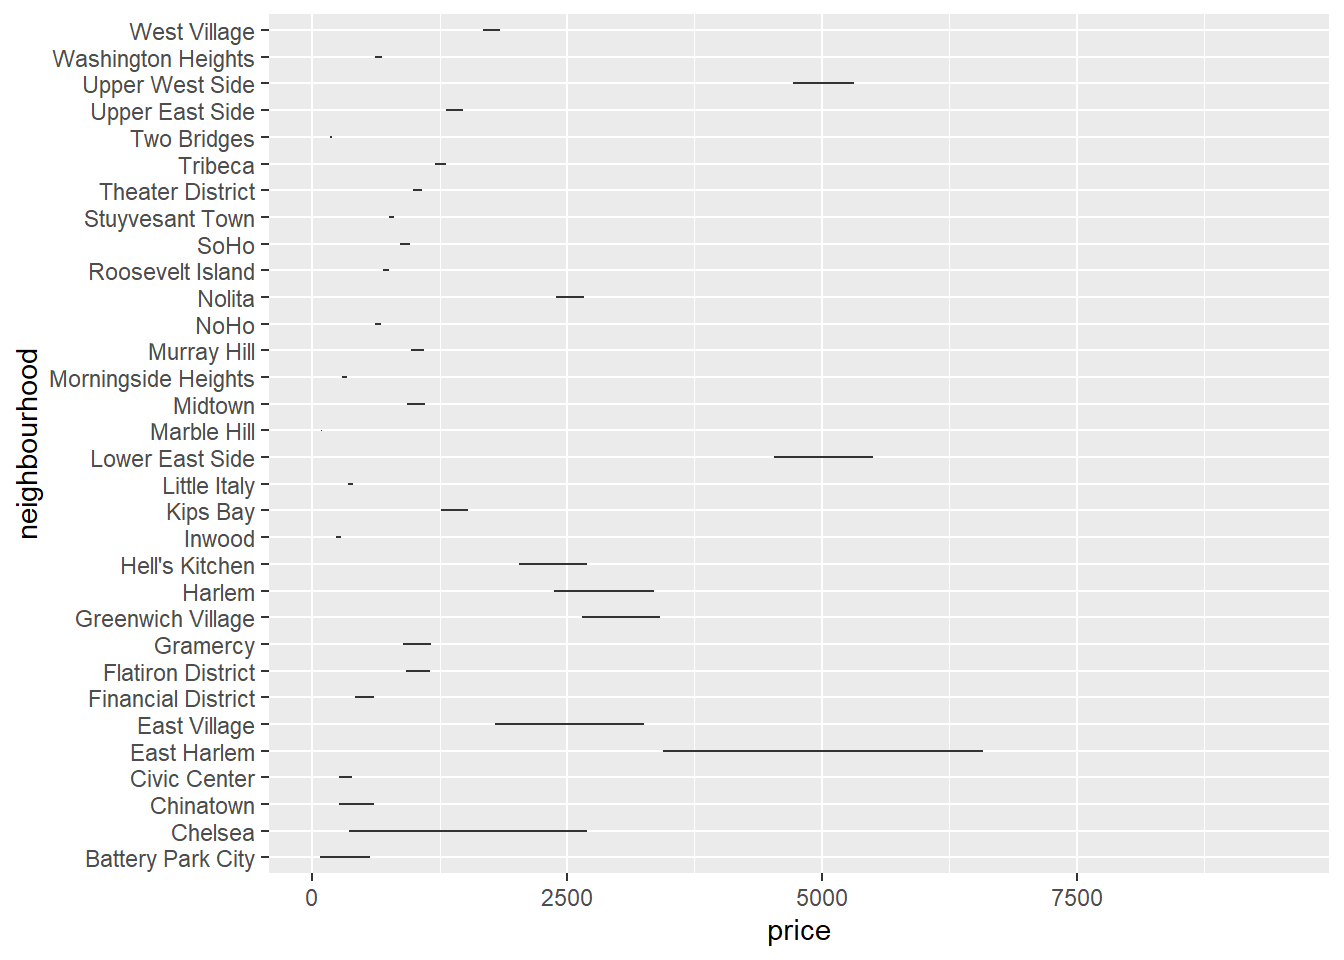 West Village
Washington Heights
Upper West Side
Upper East Side
Two Bridges
Tribeca
Theater District
Stuyvesant Town
SoHo
Roosevelt Island
Nolita
NoHo
Murray Hill
Morningside Heights
Midtown
Marble Hill
Lower East Side
Little Italy
Kips Bay
Inwood
Hell's Kitchen
Harlem
Greenwich Village
Gramercy
Flatiron District
Financial District
East Village
East Harlem
Civic Center
Chinatown
Chelsea
Battery Park City
neighbourhood
0 2500 5000 7500
price